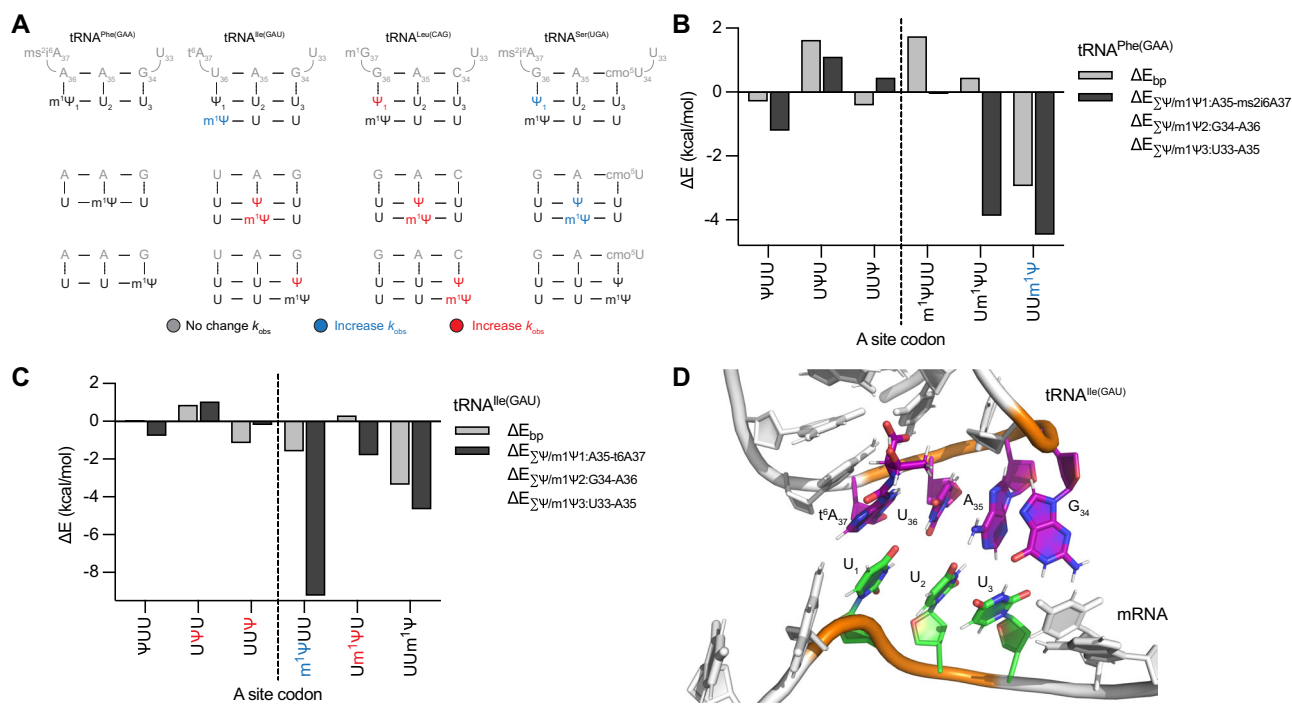 A
tRNAPhe(GAA) tRNAIle(GAU) tRNALeu(CAG) tRNASer(UGA)
ms2i6A37 U33 t6A37 U33 m1G37 U33 ms2i6A37 U33
A36 — A35 — G34 U36 — A35 — G34 G36 — A35 — C34 G36 — A35 — cmo5U34
m1Ψ1 — U2 — U3 Ψ1 — U2 — U3 Ψ1 — U2 — U3 Ψ1 — U2 — U3
m1Ψ — U — U m1Ψ — U — U m1Ψ — U — U
A — A — G U — A — G G — A — C G — A — cmo5U
U — m1Ψ — U U — Ψ — U U — Ψ — U U — Ψ — U
U — m1Ψ — U U — m1Ψ — U U — m1Ψ — U
A — A — G U — A — G G — A — C G — A — cmo5U
U — U — m1Ψ U — U — Ψ U — U — Ψ U — U — Ψ
U — U — m1Ψ U — U — m1Ψ U — U — m1Ψ
No change kobs Increase kobs Increase kobs
B
2
0
-2
-4
ΔE (kcal/mol)
ΨUU
UΨU
UUΨ
m1ΨUU
Um1ΨU
UUm1Ψ
A site codon
tRNAPhe(GAA)
ΔEbp
ΔE∑Ψ/m1Ψ1:A35-ms2i6A37
ΔE∑Ψ/m1Ψ2:G34-A36
ΔE∑Ψ/m1Ψ3:U33-A35
C
2
0
-2
-4
-6
-8
ΔE (kcal/mol)
ΨUU
UΨU
UUΨ
m1ΨUU
Um1ΨU
UUm1Ψ
A site codon
tRNAIle(GAU)
ΔEbp
ΔE∑Ψ/m1Ψ1:A35-t6A37
ΔE∑Ψ/m1Ψ2:G34-A36
ΔE∑Ψ/m1Ψ3:U33-A35
D
tRNAIle(GAU)
t6A37
U36
A35
G34
U1
U2
U3
mRNA